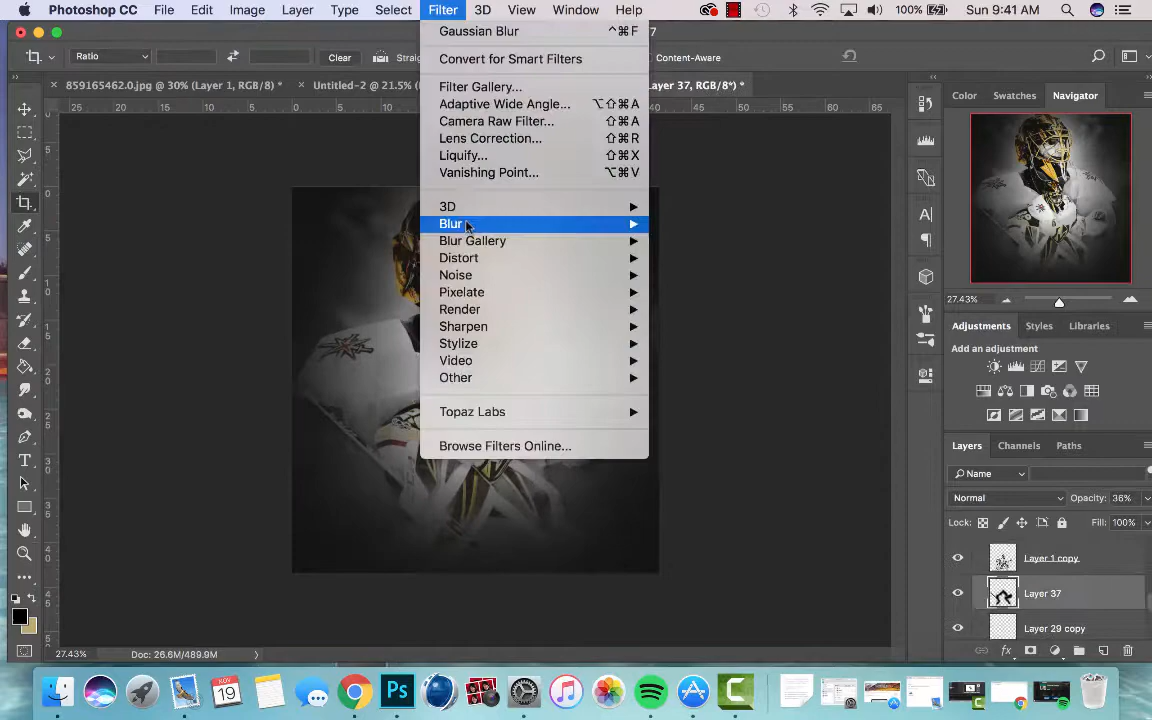 Photoshop CC File Edit Image Layer Type Select Filter 3D View Window Help 100% Sun 9:41 AM
Ratio Clear Content-Aware
859165462.0.jpg @ 30% (Layer 1, RGB/8) * Untitled-2 @ 21.5% ayer 37, RGB/8*) *
Gaussian Blur ^⌘F
Convert for Smart Filters
Filter Gallery...
Adaptive Wide Angle... ⌥⇧⌘A
Camera Raw Filter... ⇧⌘A
Lens Correction... ⇧⌘R
Liquify... ⇧⌘X
Vanishing Point... ⌥⌘V
3D
Blur
Blur Gallery
Distort
Noise
Pixelate
Render
Sharpen
Stylize
Video
Other
Topaz Labs
Browse Filters Online...
Color Swatches Navigator
27.43%
Adjustments Styles Libraries
Add an adjustment
Layers Channels Paths
Name
Normal Opacity: 36%
Lock: Fill: 100%
Layer 1 copy
Layer 37
Layer 29 copy
27.43% Doc: 26.6M/489.9M
NOV
19
Ps